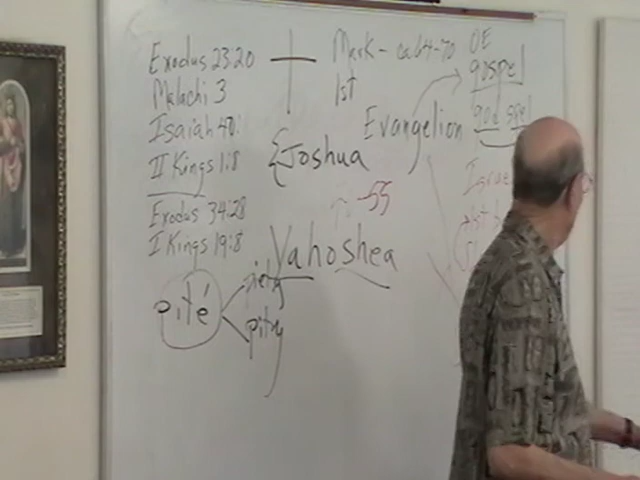 Exodus 23:20
Malachi 3
Isaiah 40:
II Kings 1:8
Exodus 34:28
I Kings 19:8
pité
piety
pity
Mark - ca 64-70
1st
Evangelion
{Joshua
-55
Yahoshea
OE
gospel
god spel